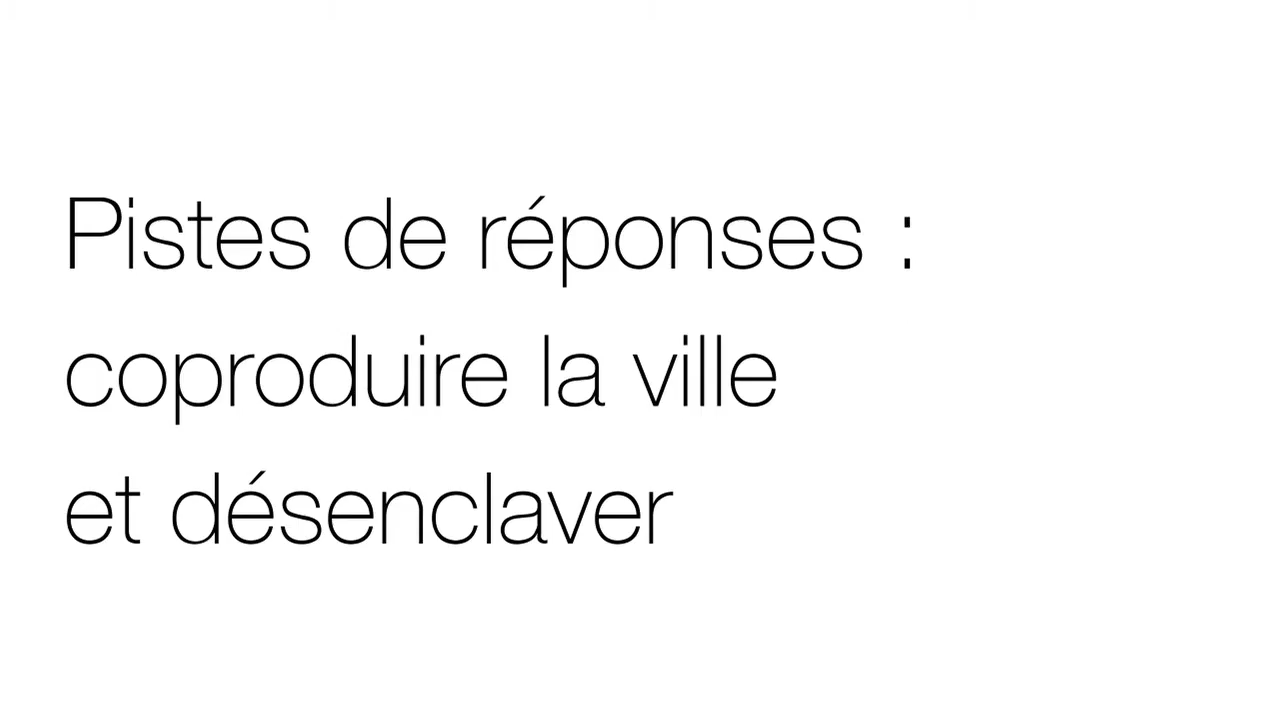 Pistes de réponses :
coproduire la ville
et désenclaver